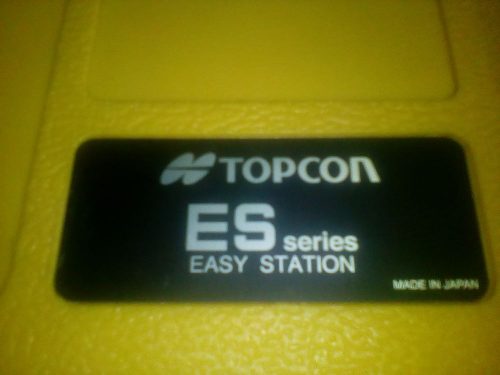 TOPCON
ES series
EASY STATION
MADE IN JAPAN